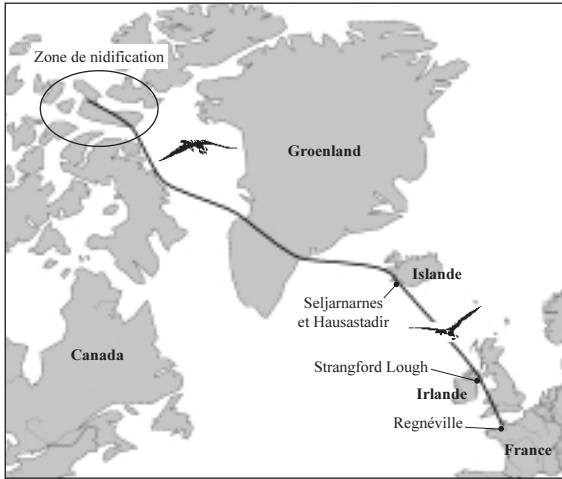 Zone de nidification
Groenland
Islande
Seljarnarnes
et Hausastadir
Canada
Strangford Lough
Irlande
Regnéville
France